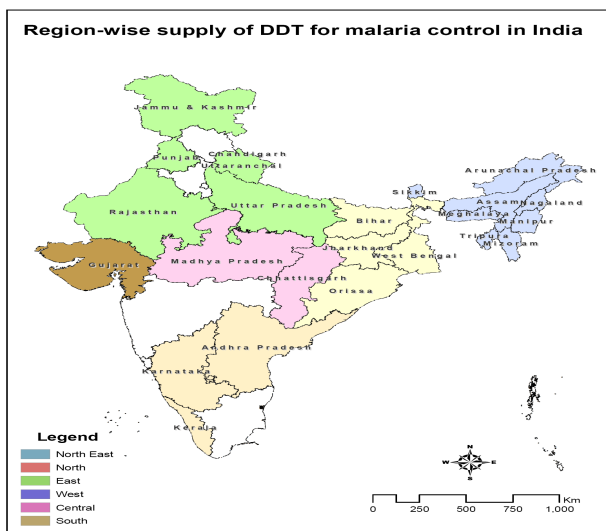 Region-wise supply of DDT for malaria control in India
Jammu & Kashmir
Punjab
Chandigarh
Uttaranchal
Arunachal Pradesh
Sikkim
Assam
Nagaland
Meghalaya
Manipur
Tripura
Mizoram
Rajasthan
Uttar Pradesh
Bihar
Jharkhand
West Bengal
Gujarat
Madhya Pradesh
Chhattisgarh
Orissa
Andhra Pradesh
Karnataka
Kerala
Legend
North East
North
East
West
Central
South
N
W E
S
Km
0 250 500 750 1,000